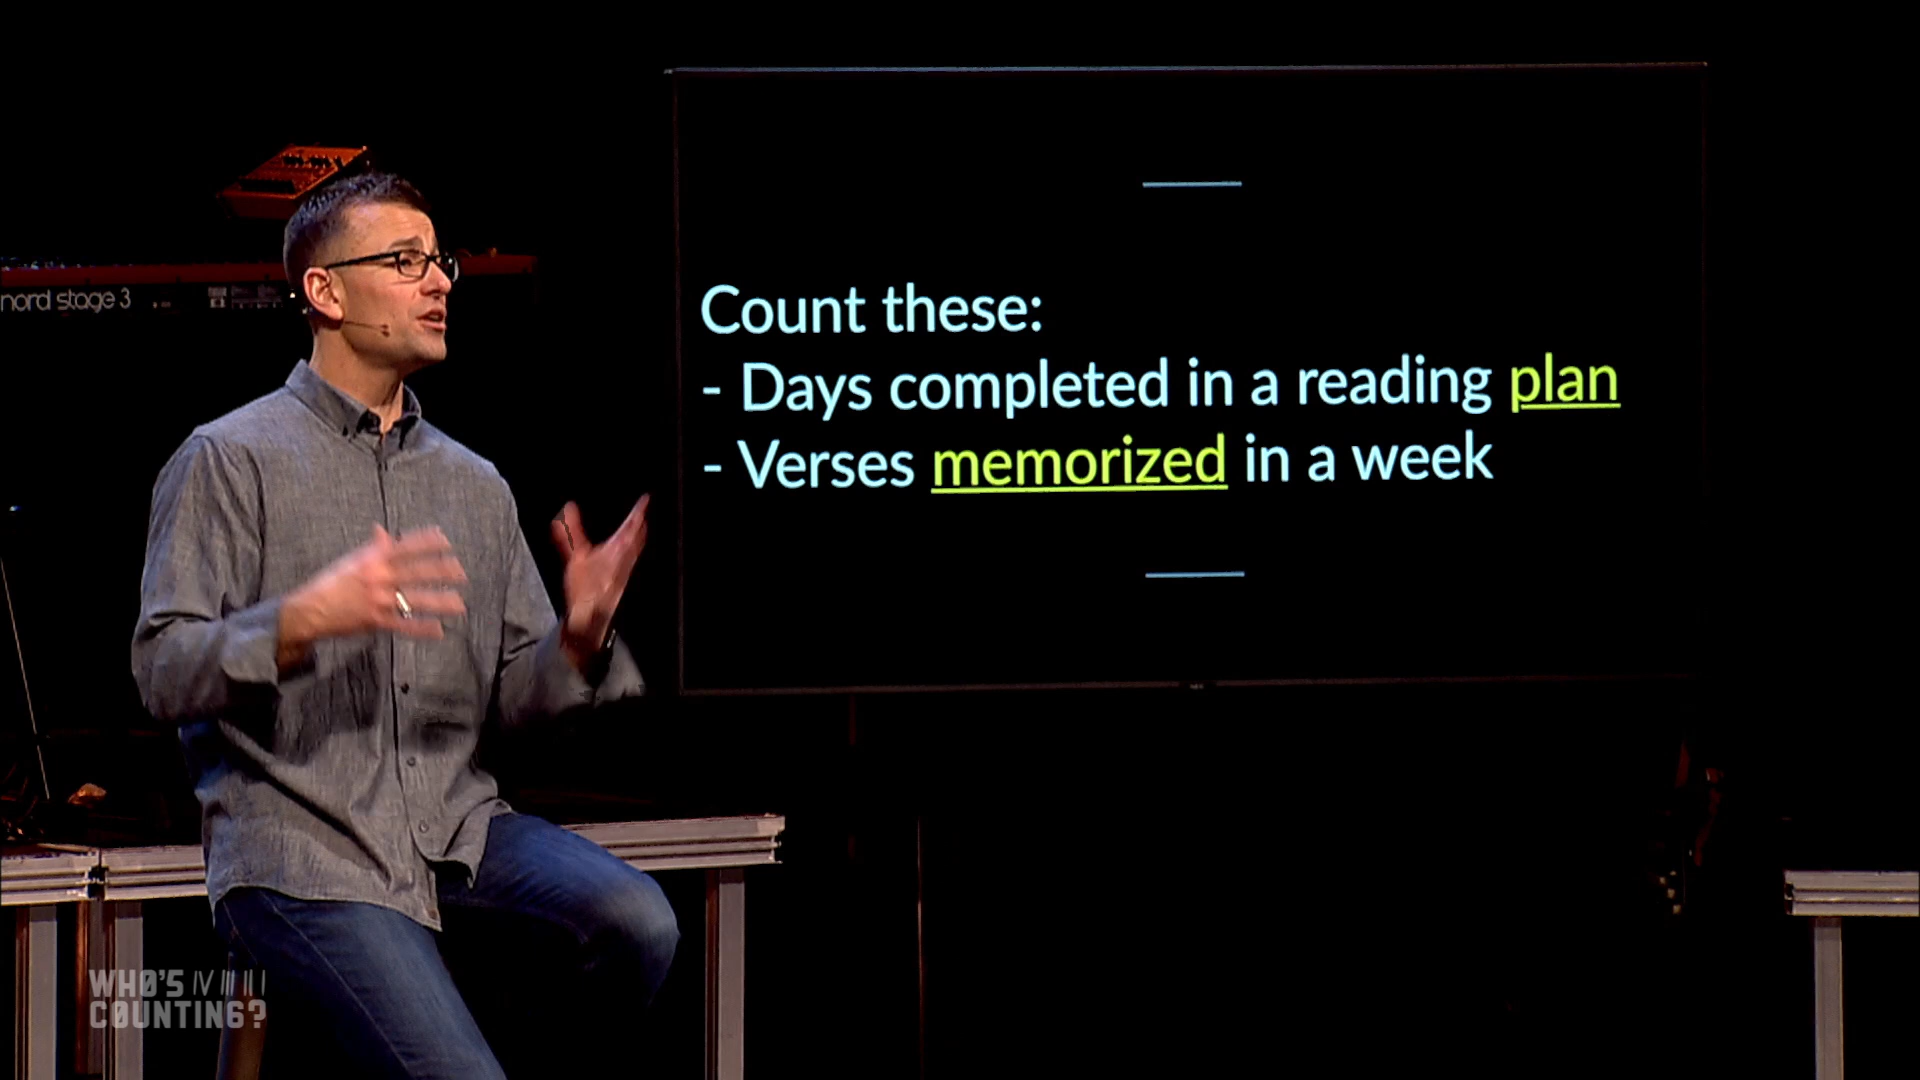 nord stage 3
Count these:
- Days completed in a reading plan
- Verses memorized in a week
WHO'S
COUNTING?